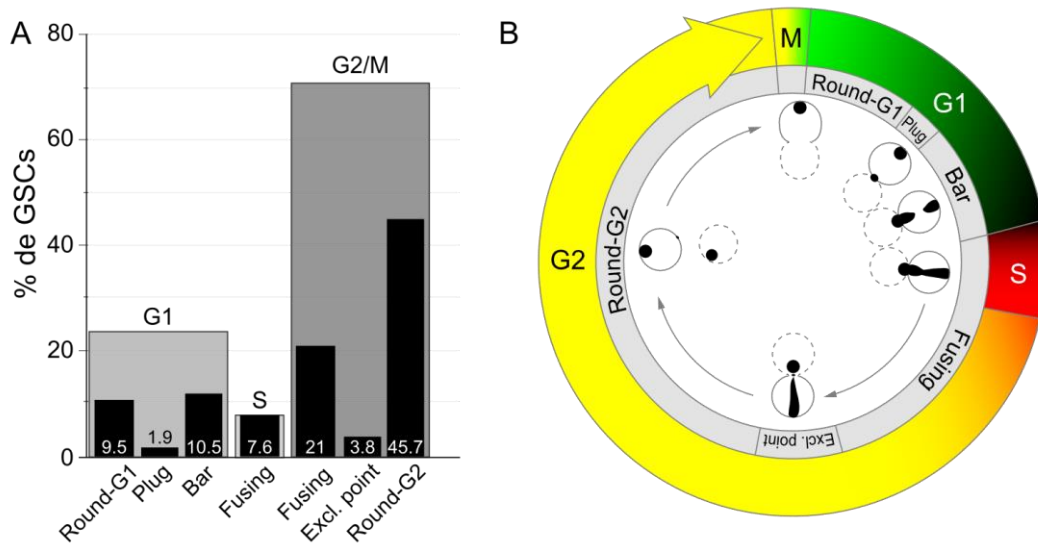 A
% de GSCs
80
60
40
20
0
G1
S
G2/M
9.5
1.9
10.5
7.6
21
3.8
45.7
Round-G1
Plug
Bar
Fusing
Fusing
Excl. point
Round-G2
B
M
G1
S
G2
Round-G1
Plug
Bar
Fusing
Excl. point
Round-G2